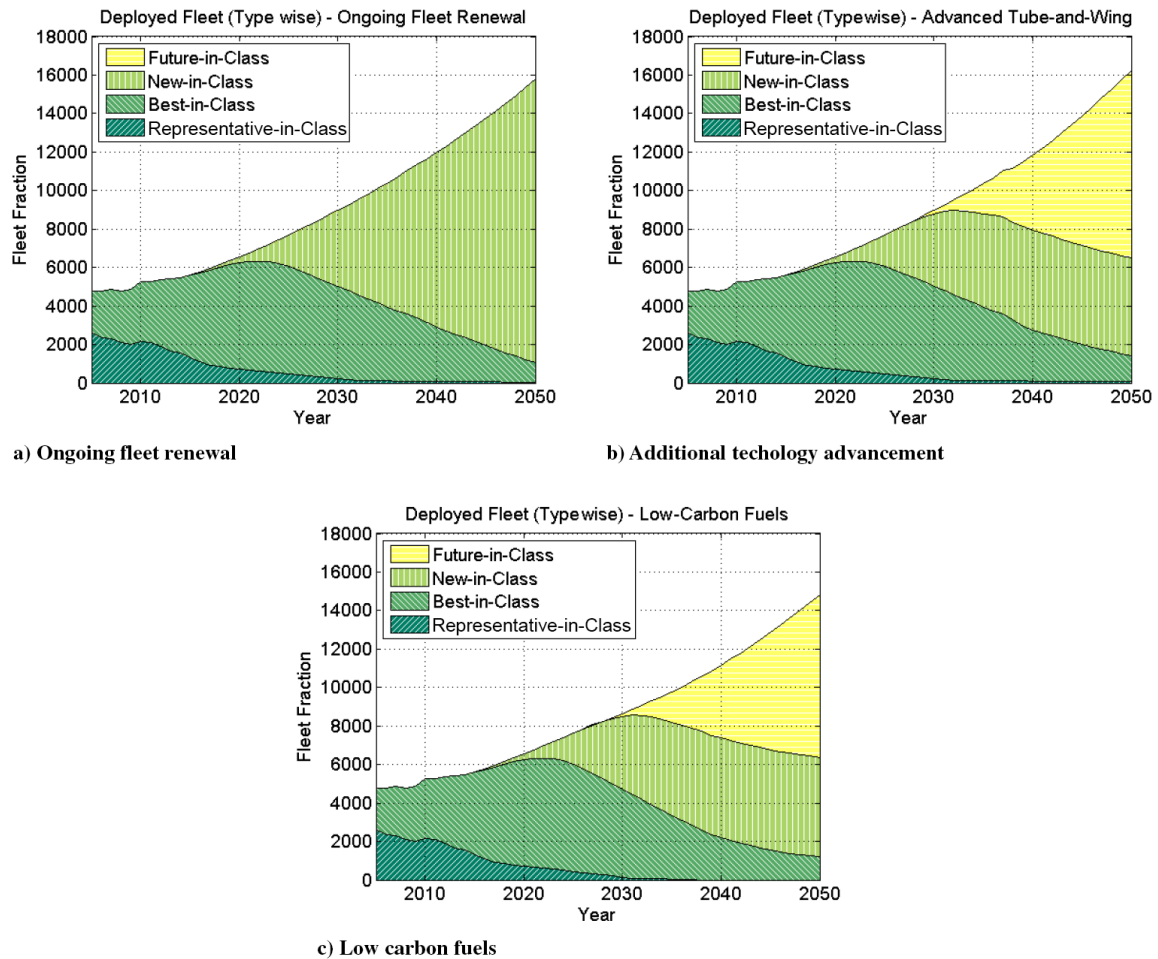 Deployed Fleet (Type wise) - Ongoing Fleet Renewal
18000
16000
14000
12000
10000
8000
6000
4000
2000
0
Fleet Fraction
Future-in-Class
New-in-Class
Best-in-Class
Representative-in-Class
2010 2020 2030 2040 2050
Year
a) Ongoing fleet renewal
Deployed Fleet (Typewise) - Advanced Tube-and-Wing
18000
16000
14000
12000
10000
8000
6000
4000
2000
0
Fleet Fraction
Future-in-Class
New-in-Class
Best-in-Class
Representative-in-Class
2010 2020 2030 2040 2050
Year
b) Additional techology advancement
Deployed Fleet (Typewise) - Low-Carbon Fuels
18000
16000
14000
12000
10000
8000
6000
4000
2000
0
Fleet Fraction
Future-in-Class
New-in-Class
Best-in-Class
Representative-in-Class
2010 2020 2030 2040 2050
Year
c) Low carbon fuels